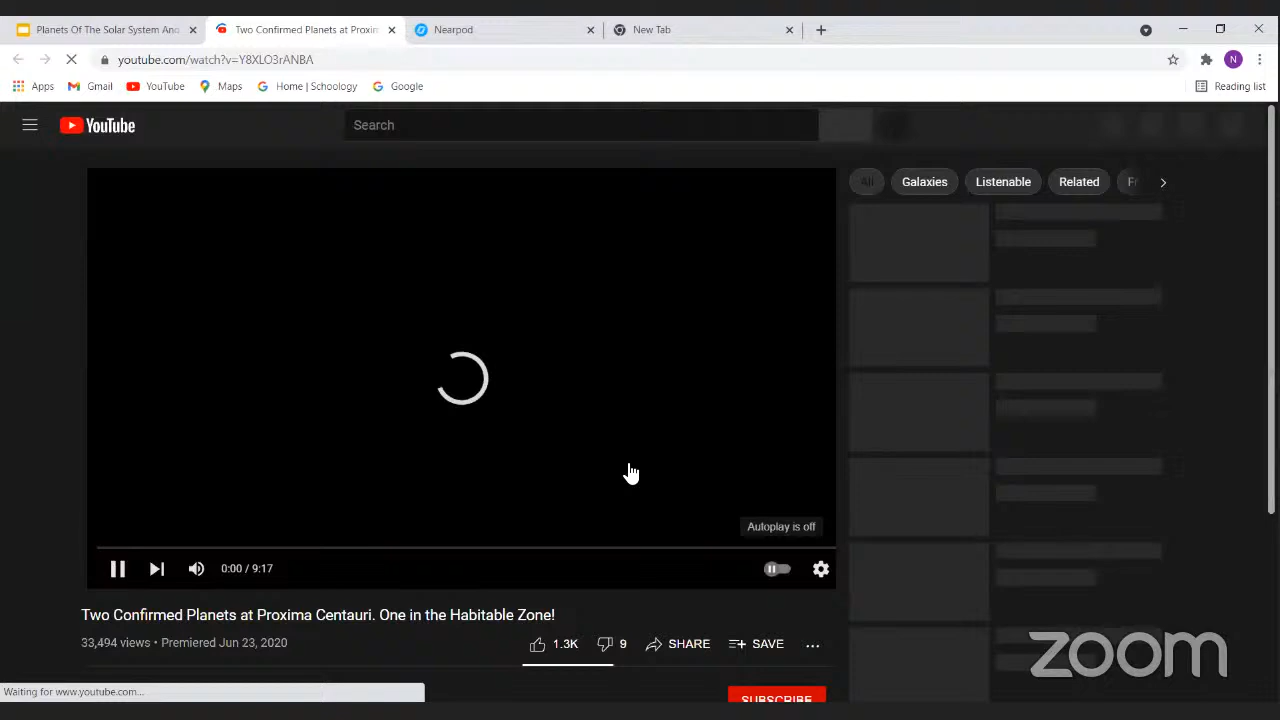 Planets Of The Solar System And
Two Confirmed Planets at Proxim
Nearpod
New Tab
youtube.com/watch?v=Y8XLO3rANBA
N
Apps
Gmail
YouTube
Maps
Home | Schoology
Google
Reading list
YouTube
Search
All
Galaxies
Listenable
Related
Fr
Autoplay is off
0:00 / 9:17
Two Confirmed Planets at Proxima Centauri. One in the Habitable Zone!
33,494 views • Premiered Jun 23, 2020
1.3K
9
SHARE
SAVE
Waiting for www.youtube.com...
SUBSCRIBE
zoom